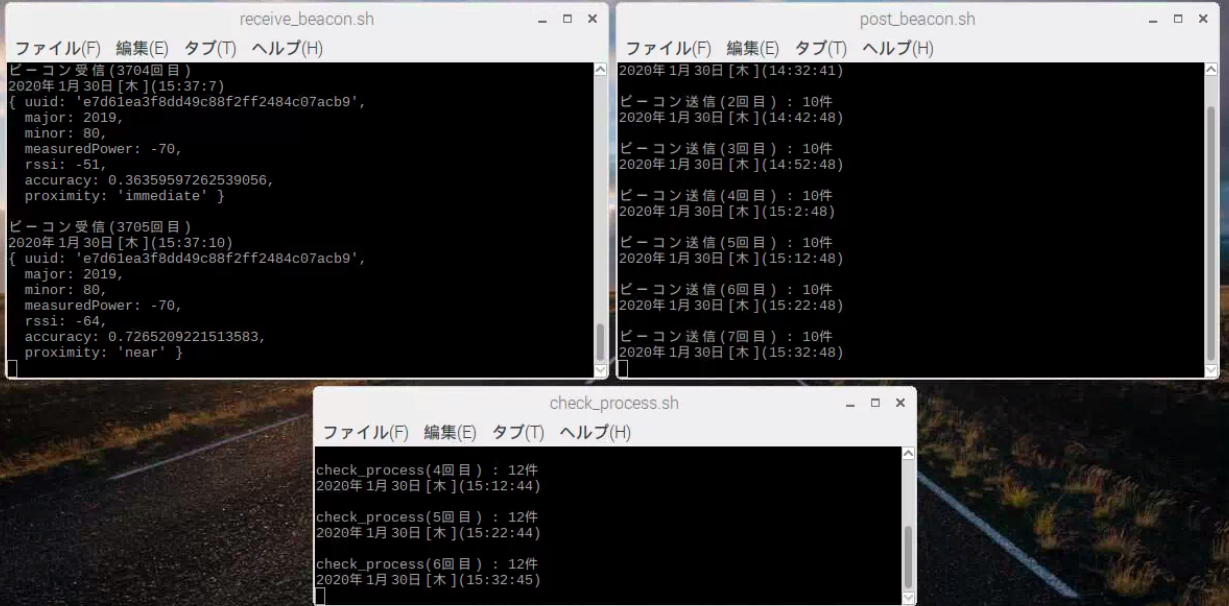 receive_beacon.sh
ファイル(F) 編集(E) タブ(T) ヘルプ(H)
ビーコン受信(3704回目)
2020年1月30日[木](15:37:7)
{ uuid: 'e7d61ea3f8dd49c88f2ff2484c07acb9',
major: 2019,
minor: 80,
measuredPower: -70,
rssi: -51,
accuracy: 0.36359597262539056,
proximity: 'immediate' }
ビーコン受信(3705回目)
2020年1月30日[木](15:37:10)
{ uuid: 'e7d61ea3f8dd49c88f2ff2484c07acb9',
major: 2019,
minor: 80,
measuredPower: -70,
rssi: -64,
accuracy: 0.7265209221513583,
proximity: 'near' }
post_beacon.sh
ファイル(F) 編集(E) タブ(T) ヘルプ(H)
2020年1月30日[木](14:32:41)
ビーコン送信(2回目) : 10件
2020年1月30日[木](14:42:48)
ビーコン送信(3回目) : 10件
2020年1月30日[木](14:52:48)
ビーコン送信(4回目) : 10件
2020年1月30日[木](15:2:48)
ビーコン送信(5回目) : 10件
2020年1月30日[木](15:12:48)
ビーコン送信(6回目) : 10件
2020年1月30日[木](15:22:48)
ビーコン送信(7回目) : 10件
2020年1月30日[木](15:32:48)
check_process.sh
ファイル(F) 編集(E) タブ(T) ヘルプ(H)
check_process(4回目) : 12件
2020年1月30日[木](15:12:44)
check_process(5回目) : 12件
2020年1月30日[木](15:22:44)
check_process(6回目) : 12件
2020年1月30日[木](15:32:45)